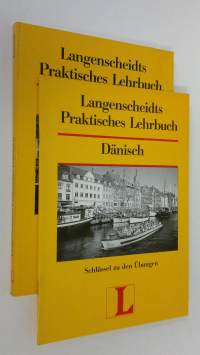 Langenscheidts
Praktisches Lehrbuch
Langenscheidts
Praktisches Lehrbuch
Dänisch
Schlüssel zu den Übungen
L